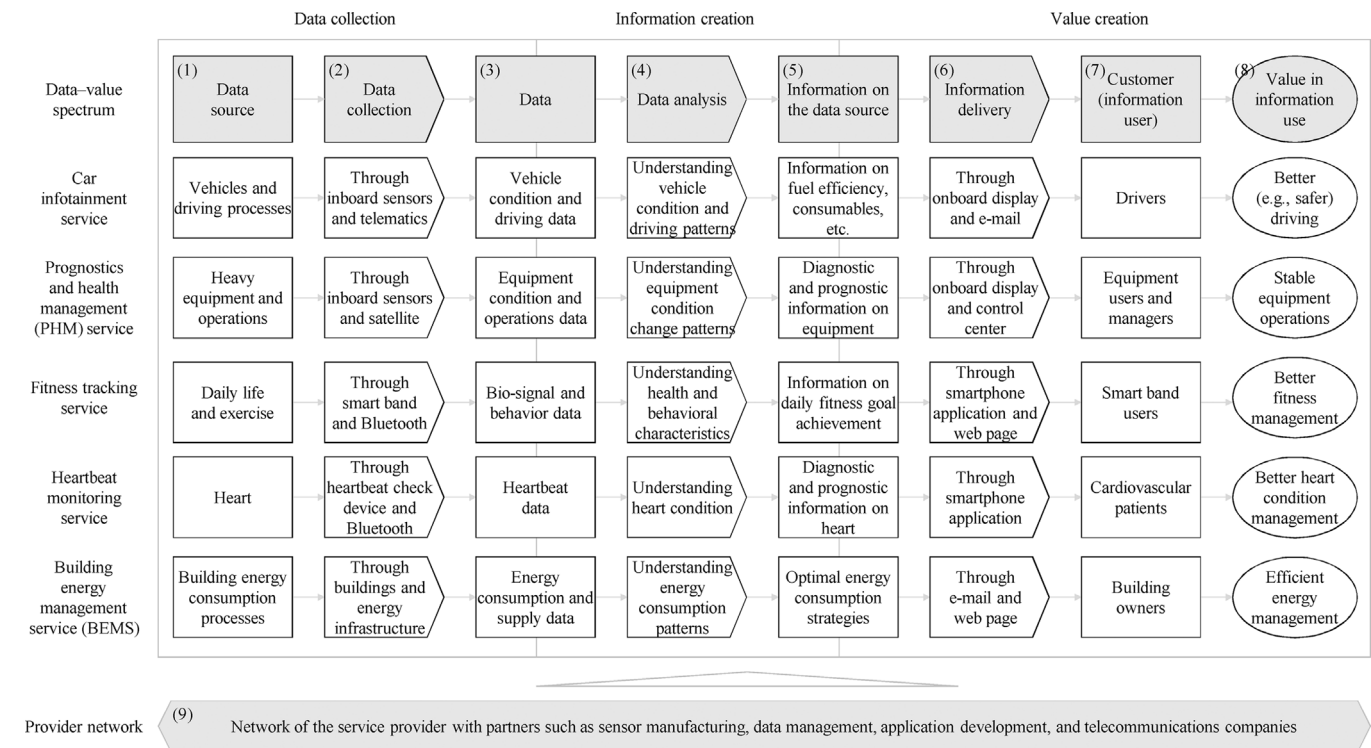 Data collection
Information creation
Value creation
Data–value
spectrum
(1)
Data
source
(2)
Data
collection
(3)
Data
(4)
Data analysis
(5)
Information on
the data source
(6)
Information
delivery
(7)
Customer
(information
user)
(8)
Value in
information
use
Car
infotainment
service
Vehicles and
driving processes
Through
inboard sensors
and telematics
Vehicle
condition and
driving data
Understanding
vehicle
condition and
driving patterns
Information on
fuel efficiency,
consumables,
etc.
Through
onboard display
and e-mail
Drivers
Better
(e.g., safer)
driving
Prognostics
and health
management
(PHM) service
Heavy
equipment and
operations
Through
inboard sensors
and satellite
Equipment
condition and
operations data
Understanding
equipment
condition
change patterns
Diagnostic
and prognostic
information on
equipment
Through
onboard display
and control
center
Equipment
users and
managers
Stable
equipment
operations
Fitness tracking
service
Daily life
and exercise
Through
smart band
and Bluetooth
Bio-signal and
behavior data
Understanding
health and
behavioral
characteristics
Information on
daily fitness goal
achievement
Through
smartphone
application and
web page
Smart band
users
Better
fitness
management
Heartbeat
monitoring
service
Heart
Through
heartbeat check
device and
Bluetooth
Heartbeat
data
Understanding
heart condition
Diagnostic
and prognostic
information on
heart
Through
smartphone
application
Cardiovascular
patients
Better heart
condition
management
Building
energy
management
service (BEMS)
Building energy
consumption
processes
Through
buildings and
energy
infrastructure
Energy
consumption and
supply data
Understanding
energy
consumption
patterns
Optimal energy
consumption
strategies
Through
e-mail and
web page
Building
owners
Efficient
energy
management
Provider network
(9)
Network of the service provider with partners such as sensor manufacturing, data management, application development, and telecommunications companies